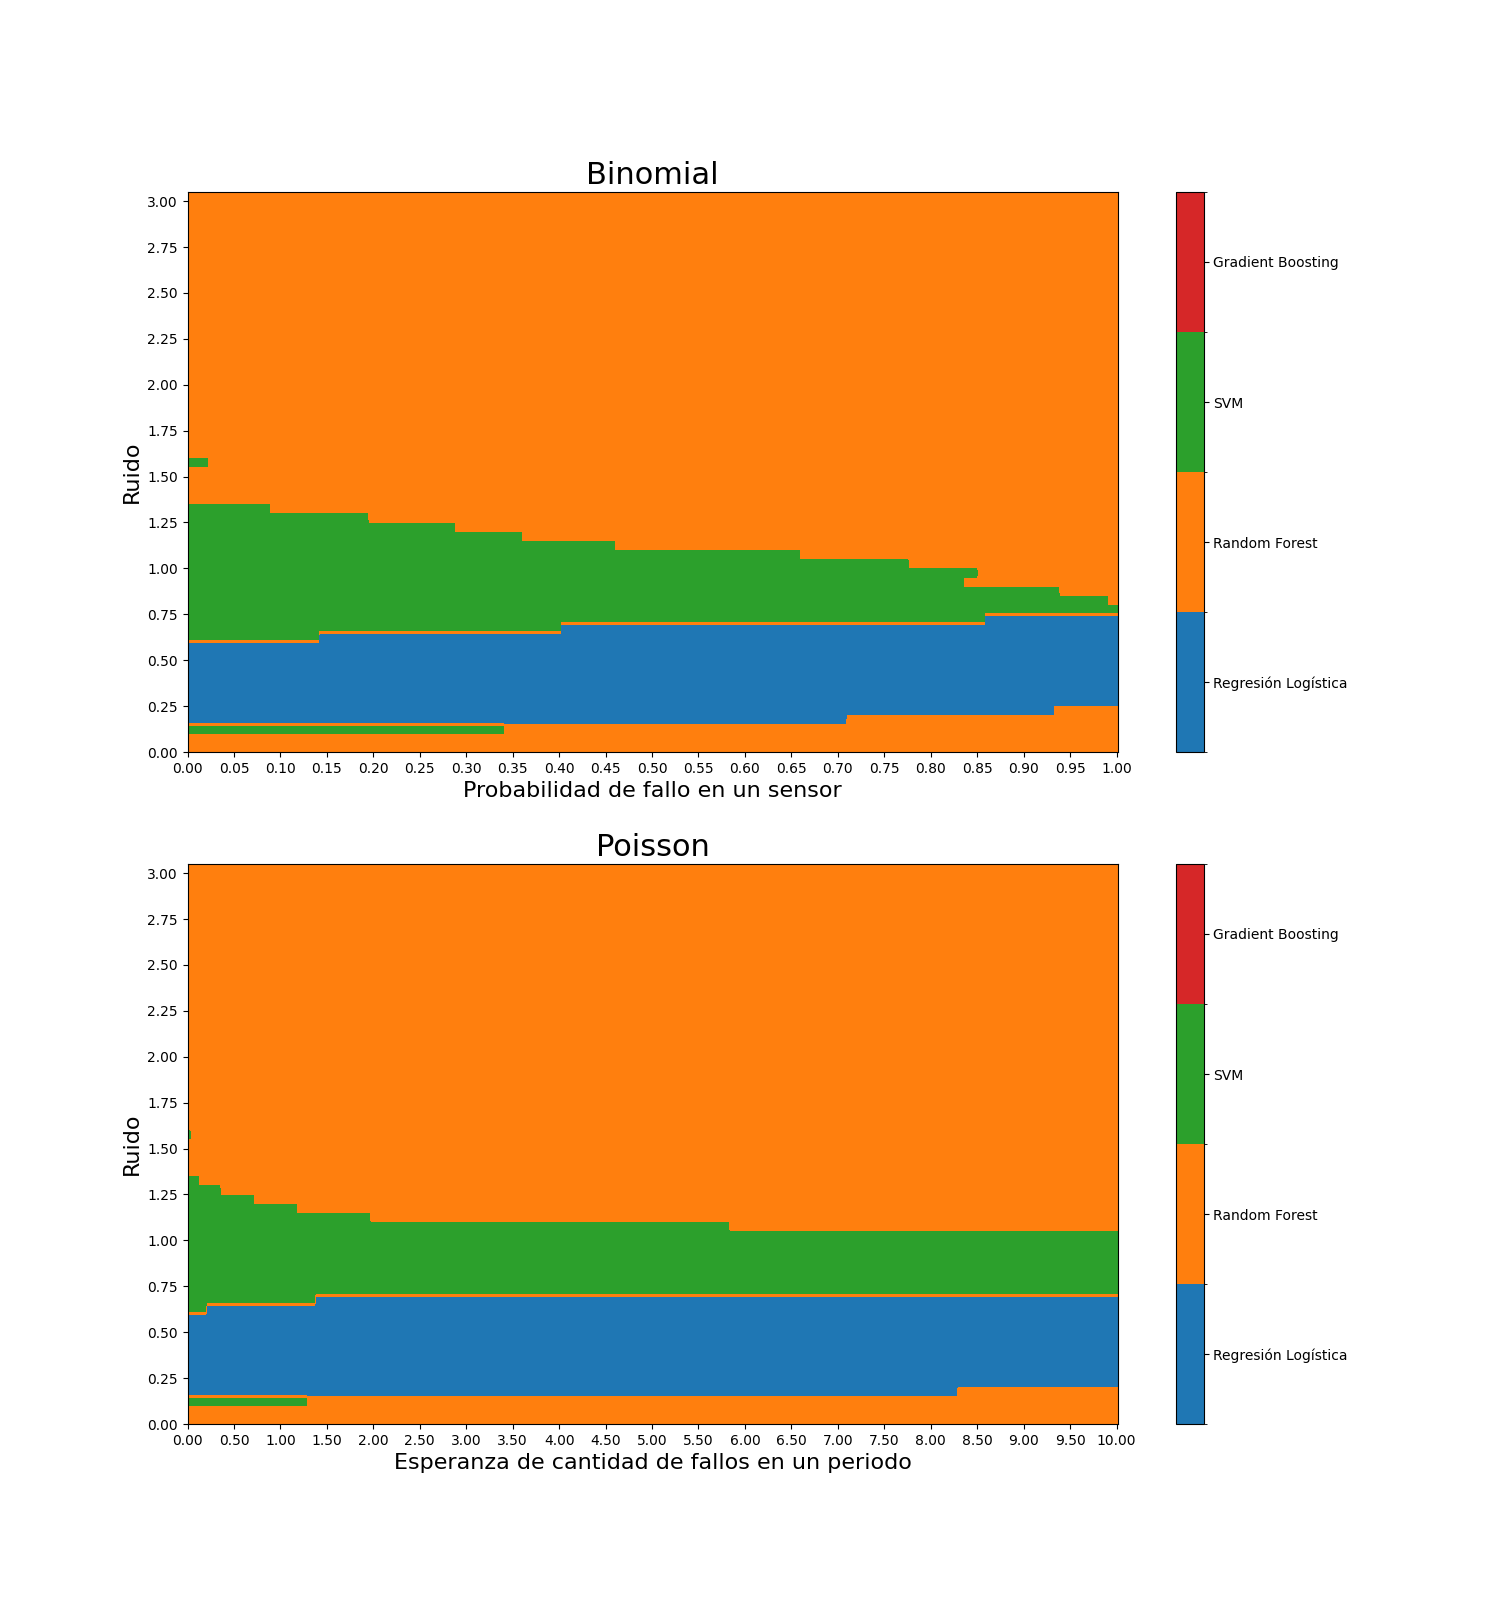 Binomial
3.00
2.75
2.50
2.25
2.00
1.75
1.50
1.25
1.00
0.75
0.50
0.25
0.00
Ruido
0.00 0.05 0.10 0.15 0.20 0.25 0.30 0.35 0.40 0.45 0.50 0.55 0.60 0.65 0.70 0.75 0.80 0.85 0.90 0.95 1.00
Probabilidad de fallo en un sensor
Gradient Boosting
SVM
Random Forest
Regresión Logística
Poisson
3.00
2.75
2.50
2.25
2.00
1.75
1.50
1.25
1.00
0.75
0.50
0.25
0.00
Ruido
0.00 0.50 1.00 1.50 2.00 2.50 3.00 3.50 4.00 4.50 5.00 5.50 6.00 6.50 7.00 7.50 8.00 8.50 9.00 9.50 10.00
Esperanza de cantidad de fallos en un periodo
Gradient Boosting
SVM
Random Forest
Regresión Logística